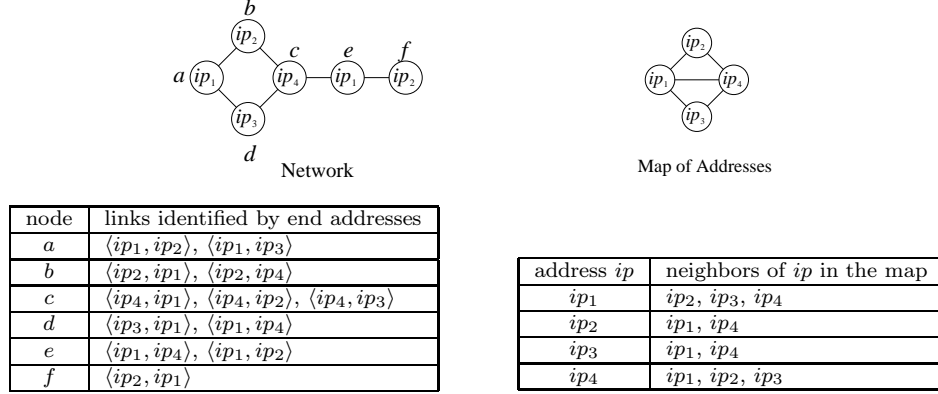 b
ip₂
c e f
a ip₁ ip₄ ip₁ ip₂
ip₃
d
Network
ip₂
ip₁ ip₄
ip₃
Map of Addresses
node links identified by end addresses
a ⟨ip₁, ip₂⟩, ⟨ip₁, ip₃⟩
b ⟨ip₂, ip₁⟩, ⟨ip₂, ip₄⟩
c ⟨ip₄, ip₁⟩, ⟨ip₄, ip₂⟩, ⟨ip₄, ip₃⟩
d ⟨ip₃, ip₁⟩, ⟨ip₁, ip₄⟩
e ⟨ip₁, ip₄⟩, ⟨ip₁, ip₂⟩
f ⟨ip₂, ip₁⟩
address ip neighbors of ip in the map
ip₁ ip₂, ip₃, ip₄
ip₂ ip₁, ip₄
ip₃ ip₁, ip₄
ip₄ ip₁, ip₂, ip₃